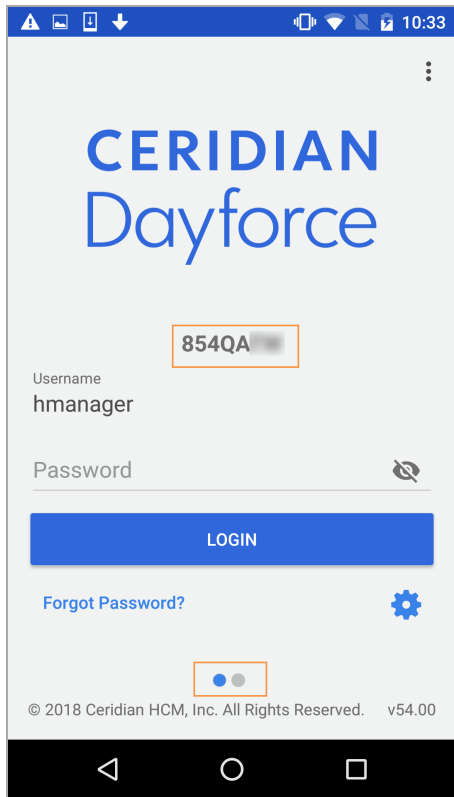 10:33
CERIDIAN
Dayforce
854QA
Username
hmanager
Password
LOGIN
Forgot Password?
© 2018 Ceridian HCM, Inc. All Rights Reserved. v54.00